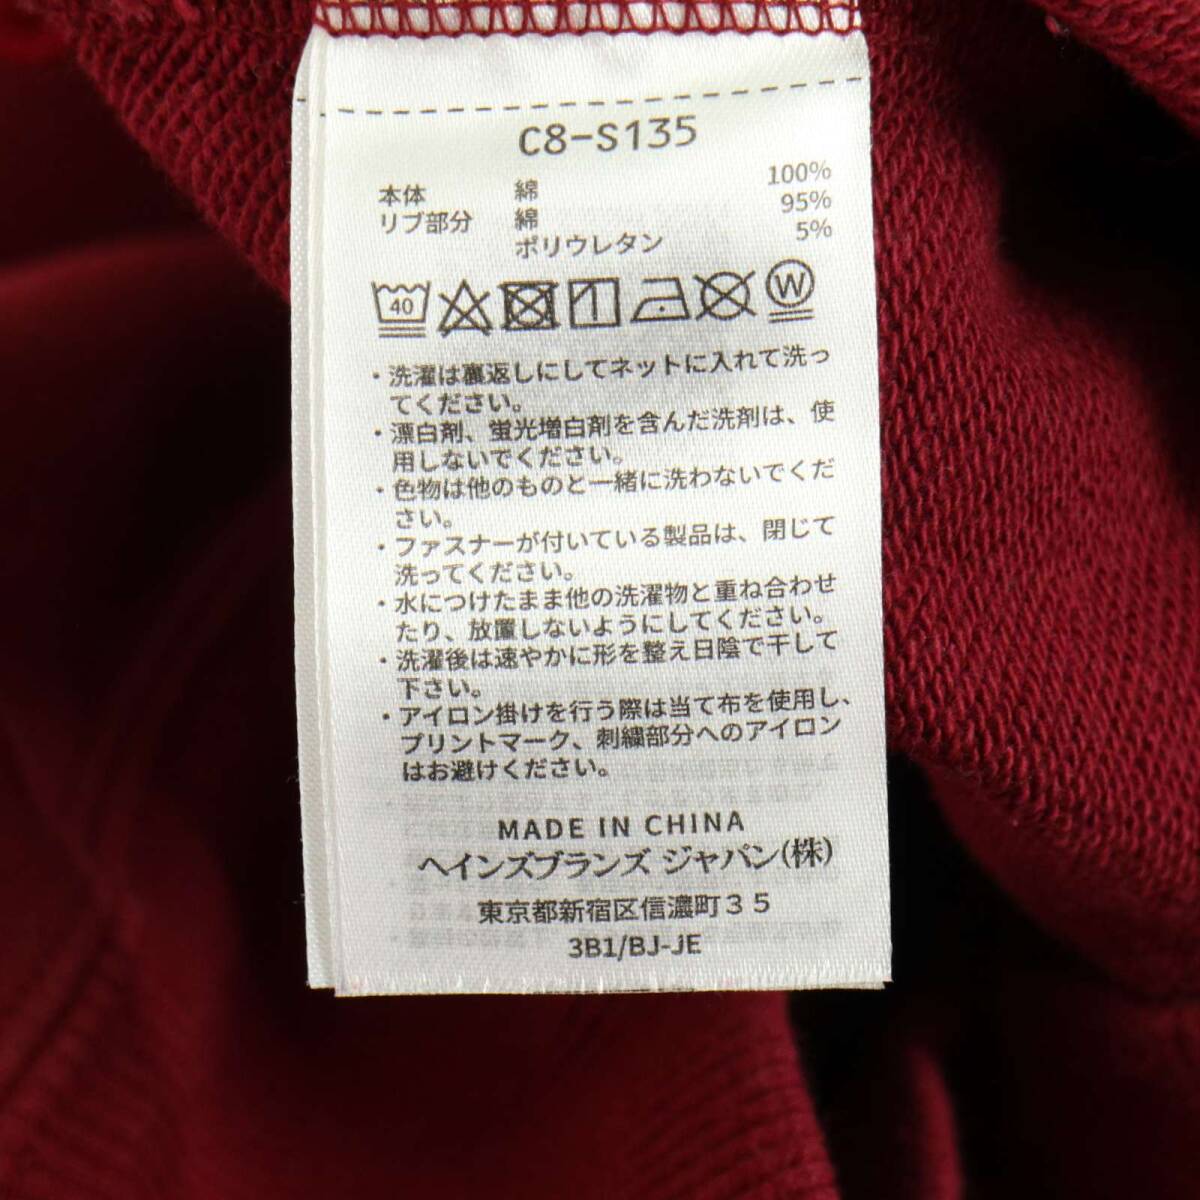 C8-S135
本体 綿 100%
リブ部分 綿 95%
ポリウレタン 5%
40 W
・洗濯は裏返しにしてネットに入れて洗っ
てください。
・漂白剤、蛍光増白剤を含んだ洗剤は、使
用しないでください。
・色物は他のものと一緒に洗わないでくだ
さい。
・ファスナーが付いている製品は、閉じて
洗ってください。
・水につけたまま他の洗濯物と重ね合わせ
たり、放置しないようにしてください。
・洗濯後は速やかに形を整え日陰で干して
下さい。
・アイロン掛けを行う際は当て布を使用し、
プリントマーク、刺繍部分へのアイロン
はお避けください。
MADE IN CHINA
ヘインズブランズ ジャパン(株)
東京都新宿区信濃町３５
3B1/BJ-JE